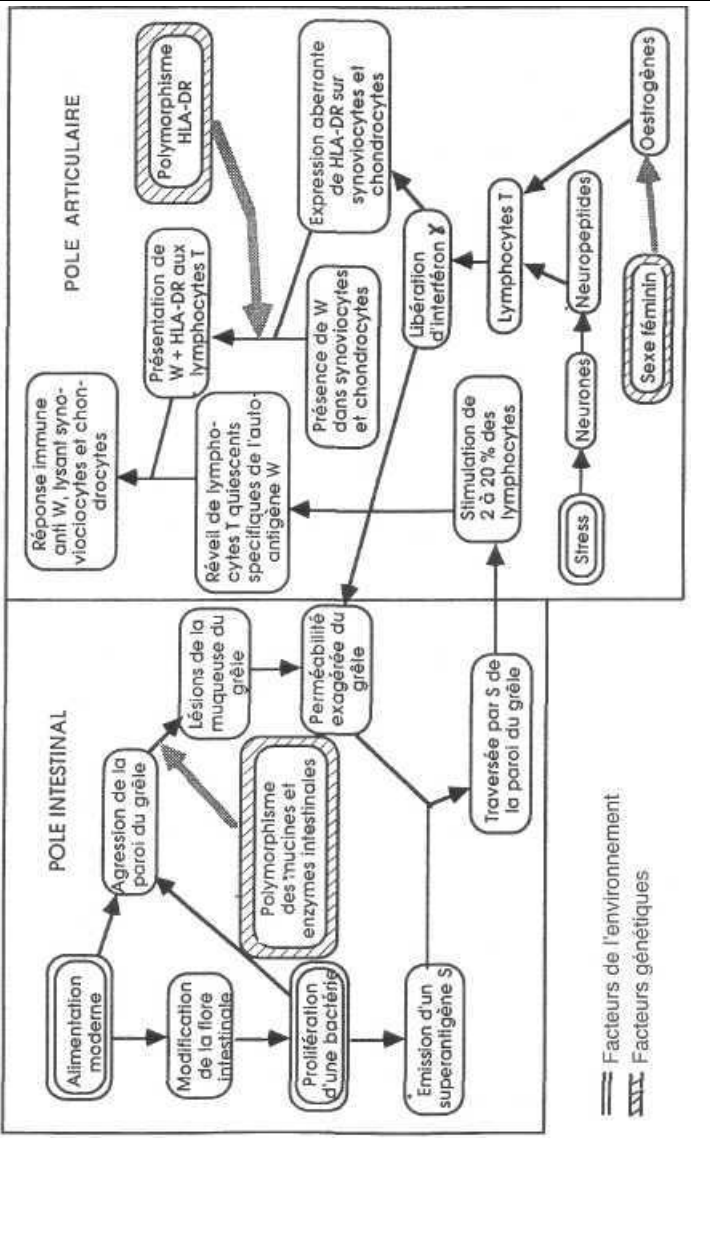 POLE INTESTINAL
Alimentation
moderne
Modification
de la flore
intestinale
Prolifération
d'une bactérie
Emission d'un
superantigène S
Agression de la
paroi du grêle
Polymorphisme
des mucines et
enzymes intestinales
Lésions de la
muqueuse du
grêle
Perméabilité
exagérée du
grêle
Traversée par S de
la paroi du grêle
POLE ARTICULAIRE
Réponse immune
anti W, lysant syno-
viociocytes et chon-
drocytes
Réveil de lympho-
cytes T quiescents
spécifiques de l'auto-
antigène W
Stimulation de
2 à 20 % des
lymphocytes
Stress
Présentation de
W + HLA-DR aux
lymphocytes T
Présence de W
dans synoviocytes
et chondrocytes
Libération
d'interféron γ
Lymphocytes T
Neurones
Neuropeptides
Sexe féminin
Polymorphisme
HLA-DR
Expression aberrante
de HLA-DR sur
synoviocytes et
chondrocytes
Oestrogènes
Facteurs de l'environnement
Facteurs génétiques